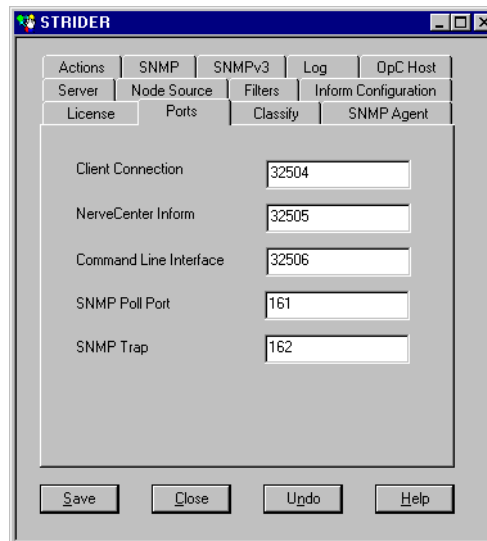 STRIDER
Actions SNMP SNMPv3 Log OpC Host
Server Node Source Filters Inform Configuration
License Ports Classify SNMP Agent
Client Connection 32504
NerveCenter Inform 32505
Command Line Interface 32506
SNMP Poll Port 161
SNMP Trap 162
Save Close Undo Help